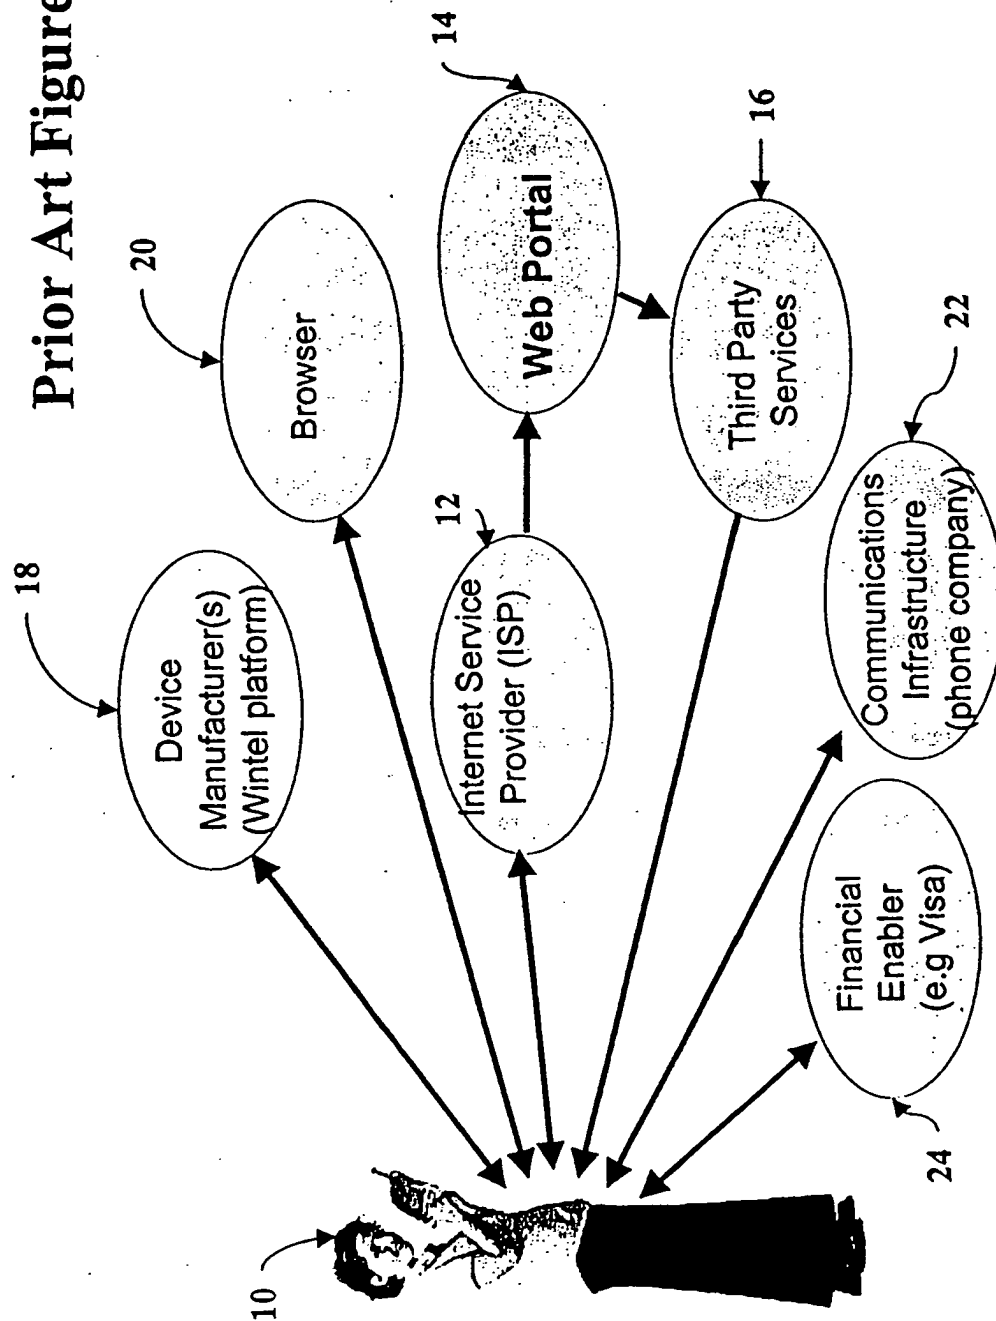 Prior Art Figure
18
Device
Manufacturer(s)
(Wintel platform)
20
Browser
14
Web Portal
12
Internet Service
Provider (ISP)
16
Third Party
Services
10
22
Communications
Infrastructure
(phone company)
Financial
Enabler
(e.g Visa)
24